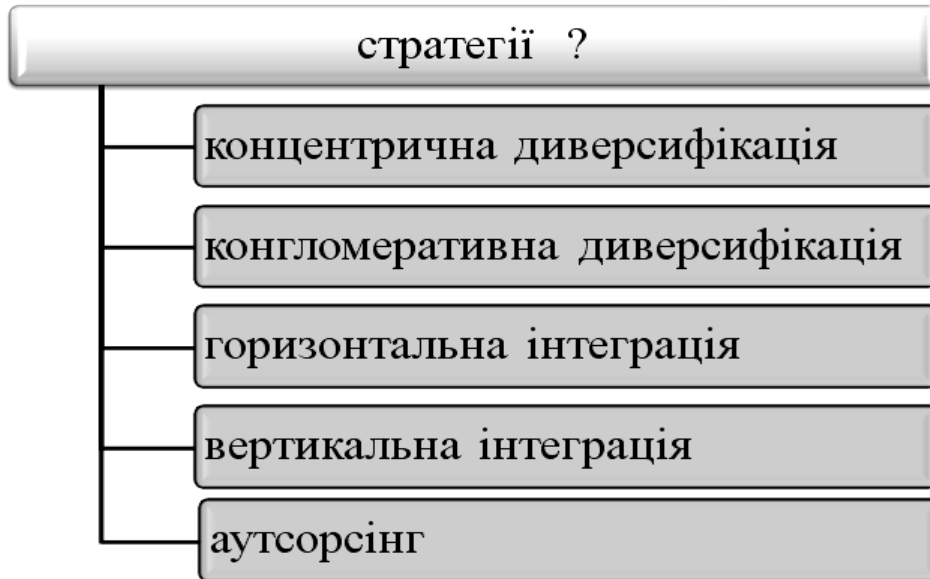 стратегії ?
концентрична диверсифікація
конгломеративна диверсифікація
горизонтальна інтеграція
вертикальна інтеграція
аутсорсінг